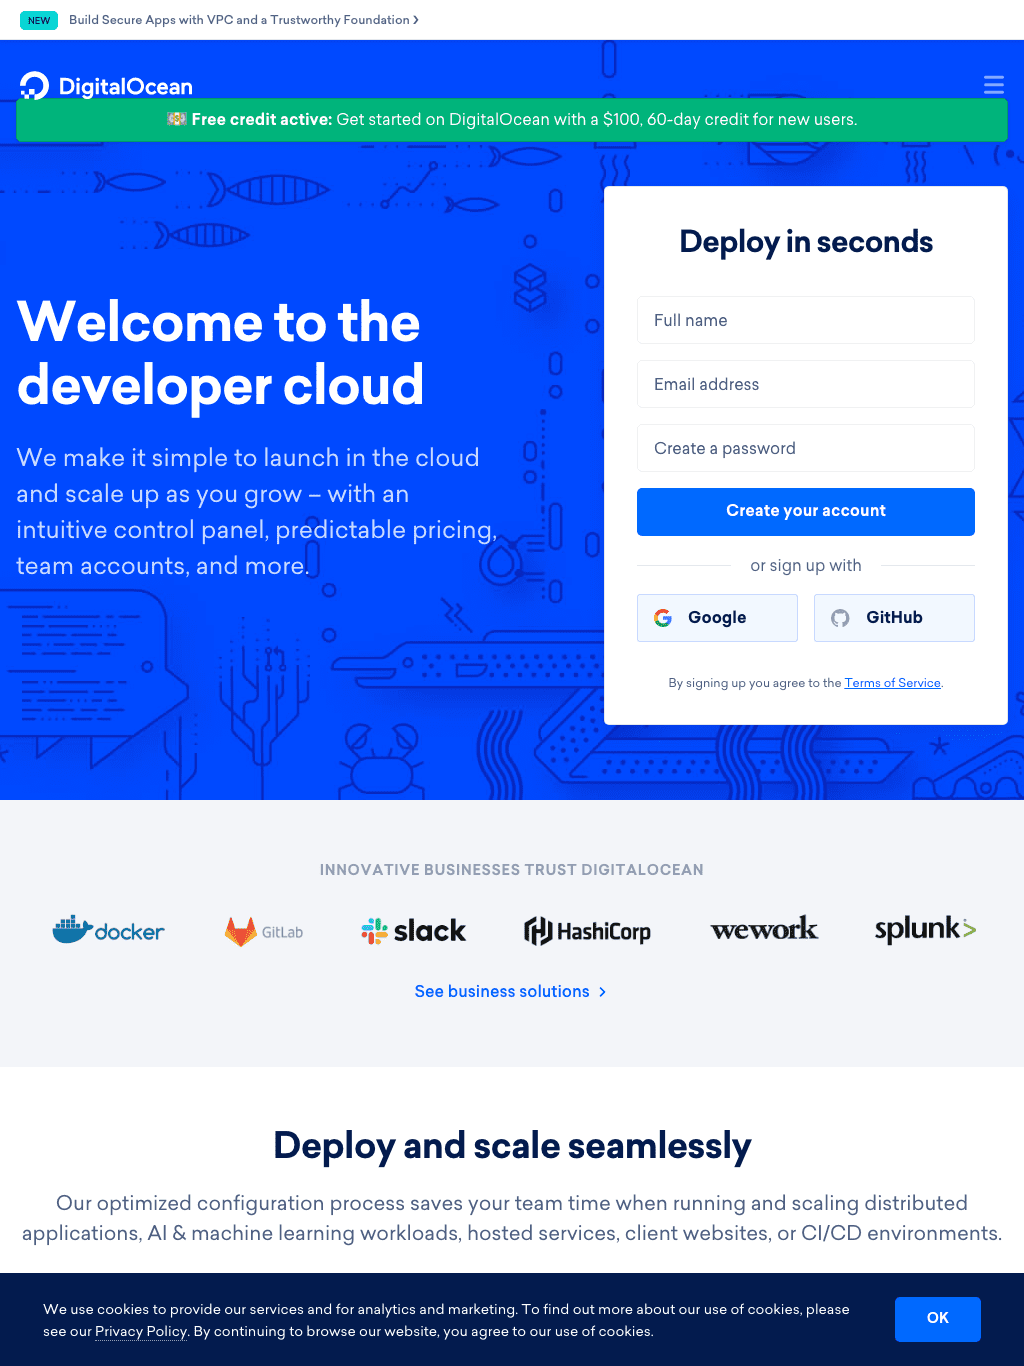 NEW Build Secure Apps with VPC and a Trustworthy Foundation
DigitalOcean
Free credit active: Get started on DigitalOcean with a $100, 60-day credit for new users.
Welcome to the
developer cloud
We make it simple to launch in the cloud
and scale up as you grow – with an
intuitive control panel, predictable pricing,
team accounts, and more.
Deploy in seconds
Full name
Email address
Create a password
Create your account
or sign up with
Google GitHub
By signing up you agree to the Terms of Service.
INNOVATIVE BUSINESSES TRUST DIGITALOCEAN
docker GitLab slack HashiCorp wework splunk>
See business solutions
Deploy and scale seamlessly
Our optimized configuration process saves your team time when running and scaling distributed
applications, AI & machine learning workloads, hosted services, client websites, or CI/CD environments.
We use cookies to provide our services and for analytics and marketing. To find out more about our use of cookies, please
see our Privacy Policy. By continuing to browse our website, you agree to our use of cookies.
OK